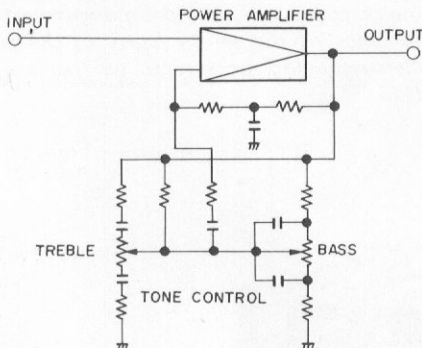 POWER AMPLIFIER
INPUT
OUTPUT
TREBLE
BASS
TONE CONTROL